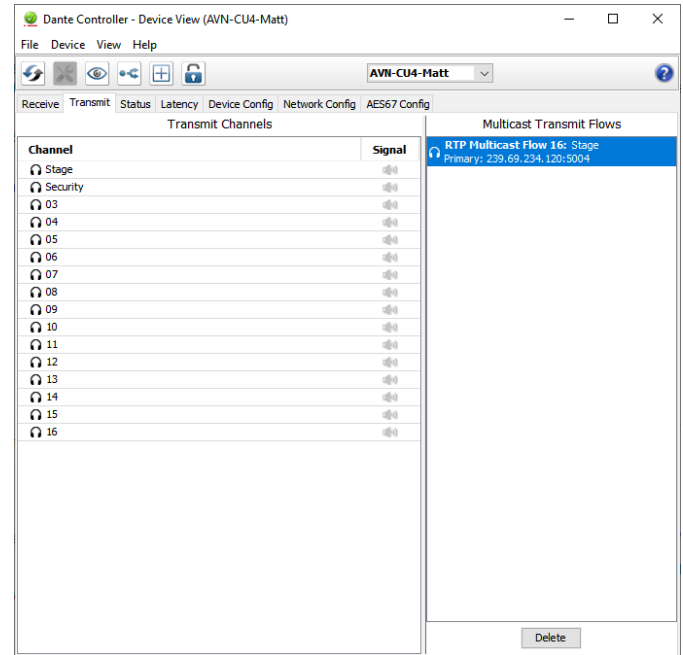 Dante Controller - Device View (AVN-CU4-Matt)
File Device View Help
AVN-CU4-Matt
?
Receive Transmit Status Latency Device Config Network Config AES67 Config
Transmit Channels
Multicast Transmit Flows
Channel Signal
RTP Multicast Flow 16: Stage
Primary: 239.69.234.120:5004
Stage
Security
03
04
05
06
07
08
09
10
11
12
13
14
15
16
Delete